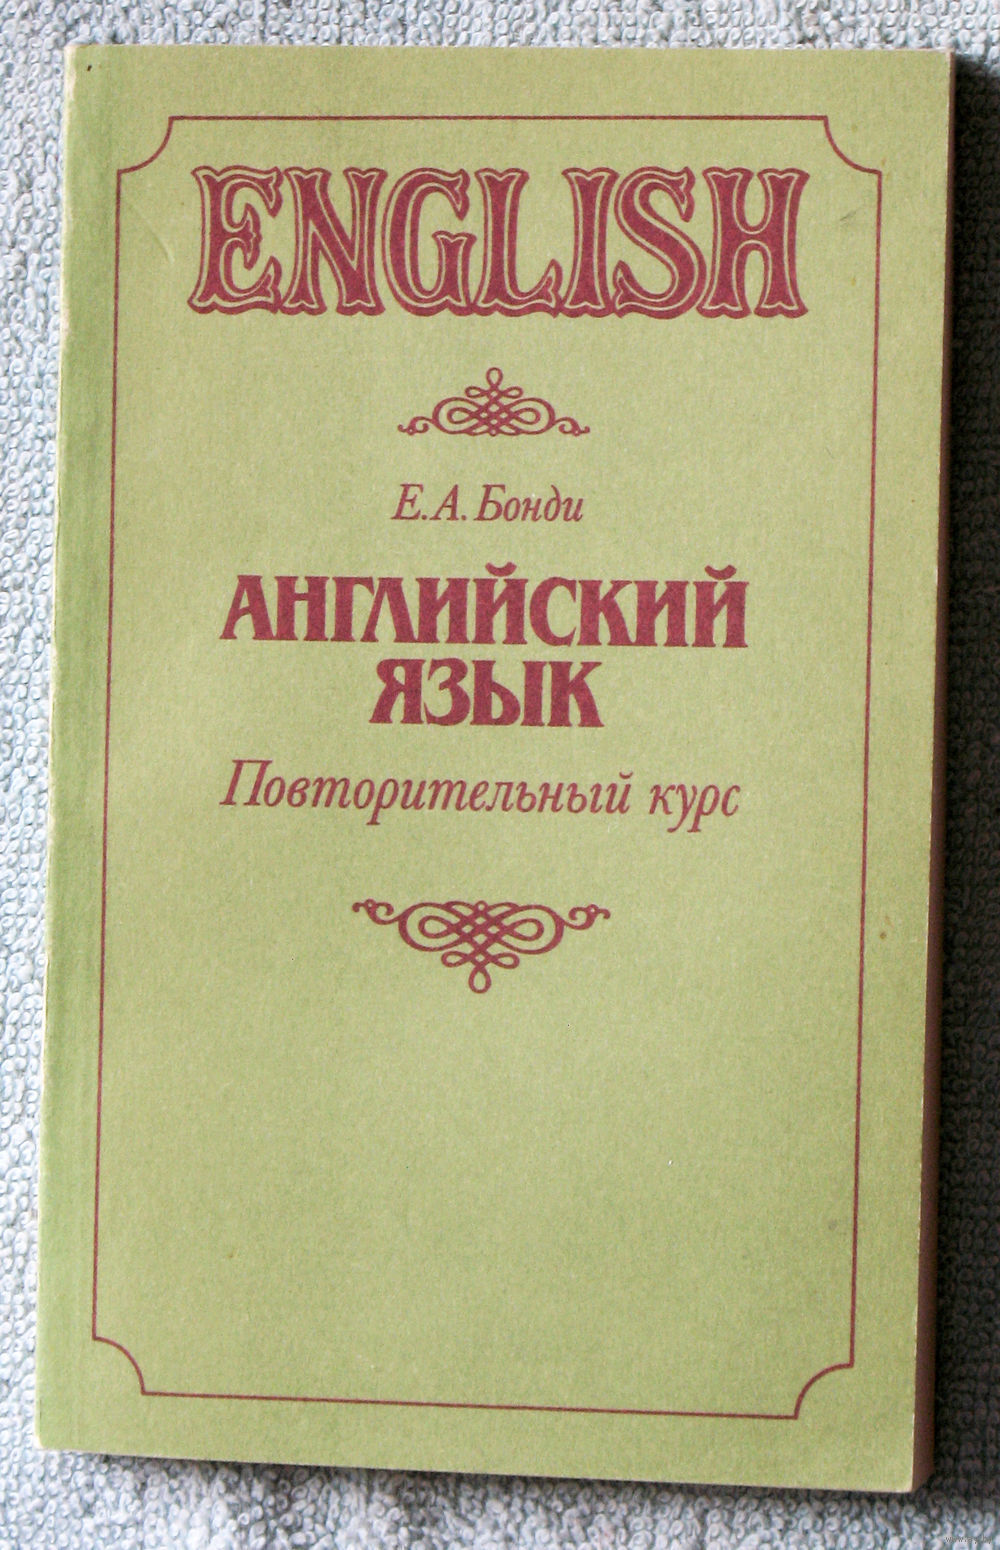 ENGLISH
Е.А. Бонди
АНГЛИЙСКИЙ
ЯЗЫК
Повторительный курс